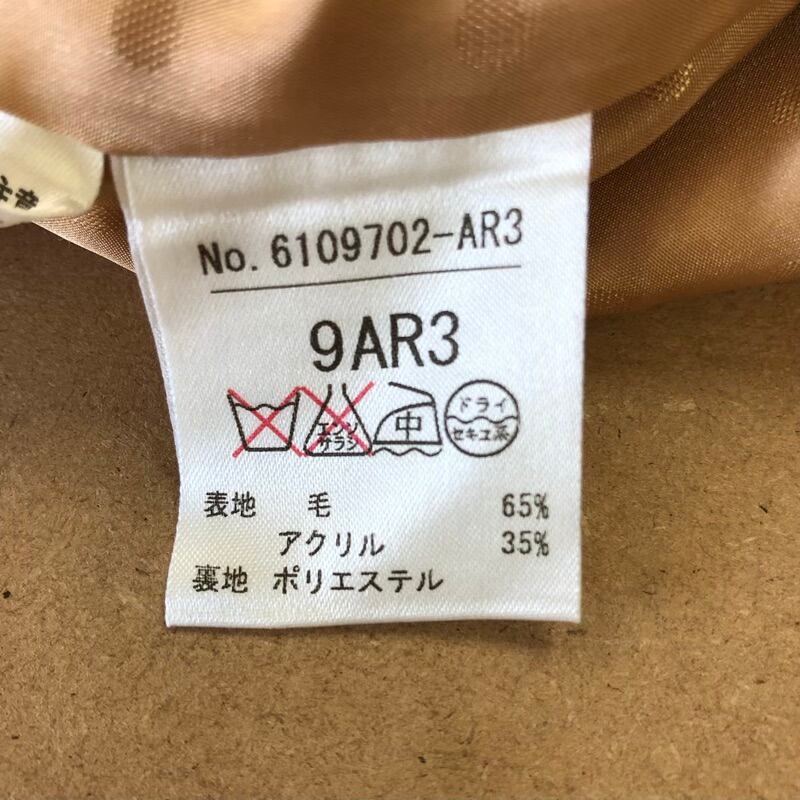 No. 6109702-AR3
9AR3
エンソ
サラシ
中
ドライ
セキユ系
表地 毛 65%
アクリル 35%
裏地 ポリエステル